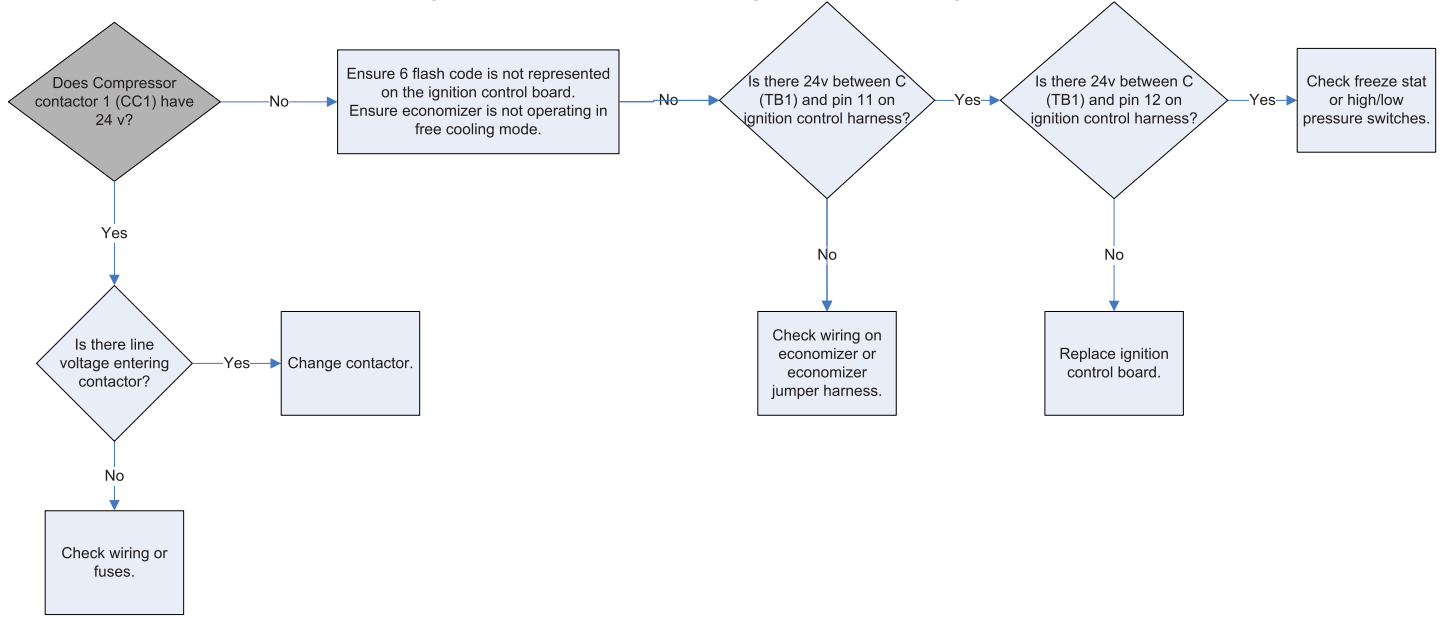 Does Compressor
contactor 1 (CC1) have
24 v?
No
Ensure 6 flash code is not represented
on the ignition control board.
Ensure economizer is not operating in
free cooling mode.
No
Is there 24v between C
(TB1) and pin 11 on
ignition control harness?
Yes
Is there 24v between C
(TB1) and pin 12 on
ignition control harness?
Yes
Check freeze stat
or high/low
pressure switches.
Yes
No
No
Is there line
voltage entering
contactor?
Yes
Change contactor.
Check wiring on
economizer or
economizer
jumper harness.
Replace ignition
control board.
No
Check wiring or
fuses.